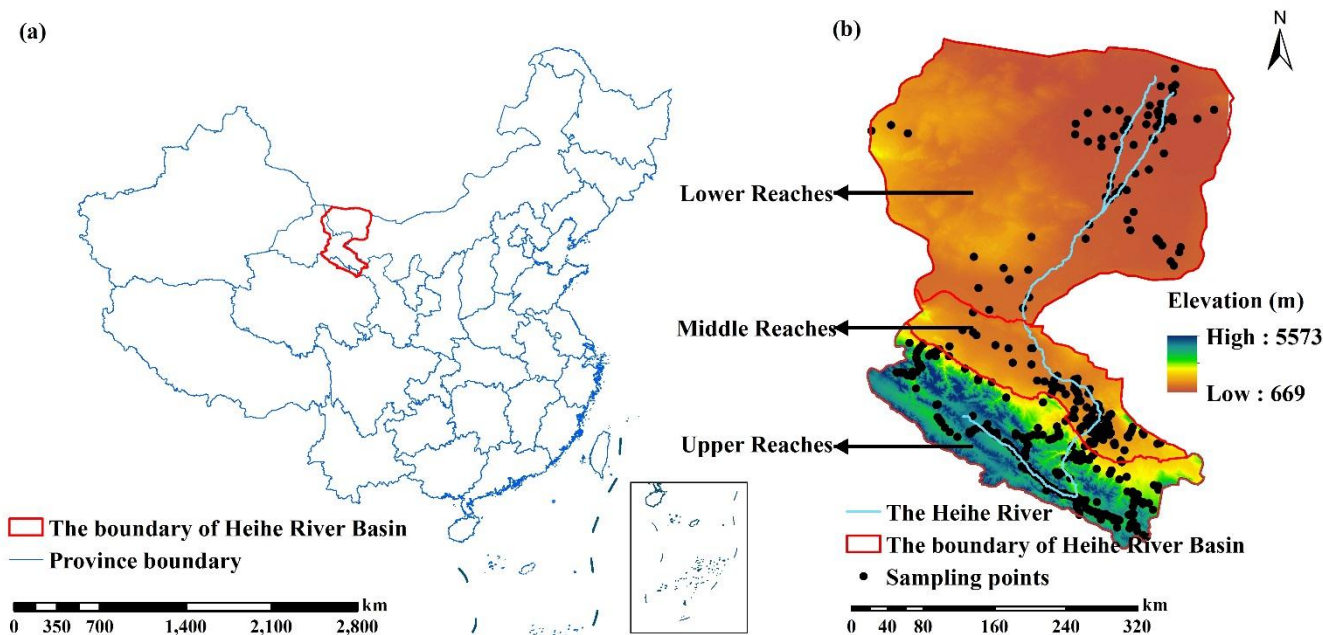 (a)
The boundary of Heihe River Basin
Province boundary
km
0 350 700 1,400 2,100 2,800
(b)
N
Lower Reaches
Middle Reaches
Upper Reaches
Elevation (m)
High : 5573
Low : 669
The Heihe River
The boundary of Heihe River Basin
Sampling points
km
0 40 80 160 240 320